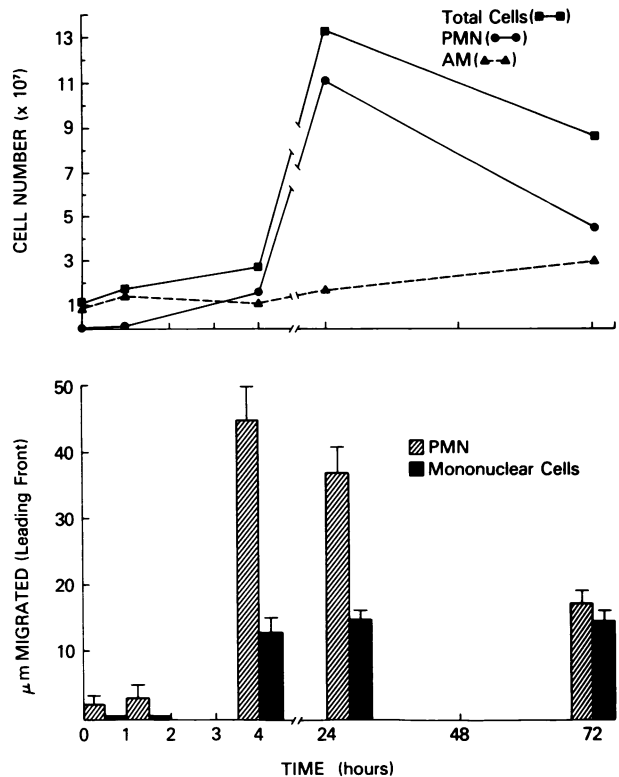 Total Cells(■—■)
PMN(●—●)
AM(▲--▲)
CELL NUMBER (x 10⁷)
13
11
9
7
5
3
1
µm MIGRATED (Leading Front)
50
40
30
20
10
PMN
Mononuclear Cells
0 1 2 3 4 24 48 72
TIME (hours)